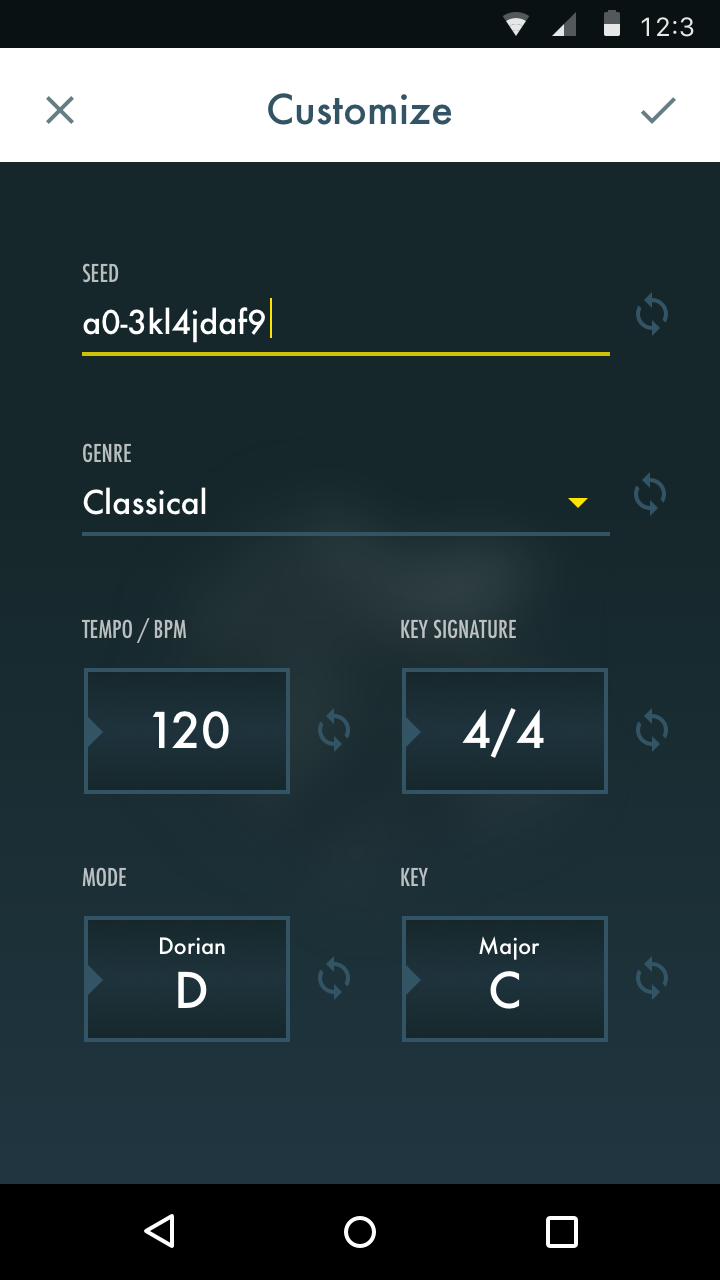 12:3
Customize
SEED
a0-3kl4jdaf9
GENRE
Classical
TEMPO / BPM
KEY SIGNATURE
120
4/4
MODE
KEY
Dorian
D
Major
C